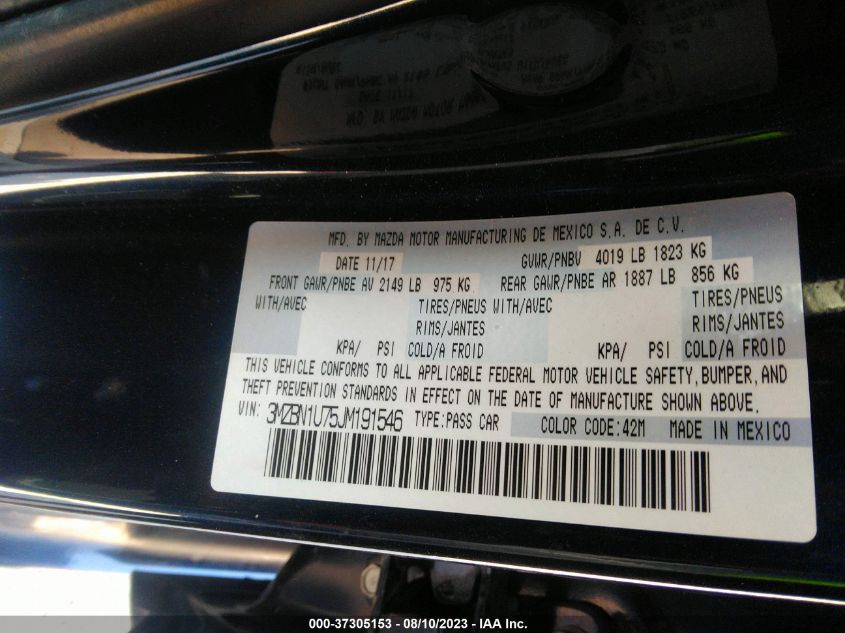 MFD. BY MAZDA MOTOR MANUFACTURING DE MEXICO S.A. DE C.V.
DATE 11/17 GVWR/PNBV 4019 LB 1823 KG
FRONT GAWR/PNBE AV 2149 LB 975 KG REAR GAWR/PNBE AR 1887 LB 856 KG
WITH/AVEC TIRES/PNEUS WITH/AVEC TIRES/PNEUS
RIMS/JANTES RIMS/JANTES
KPA/ PSI COLD/A FROID KPA/ PSI COLD/A FROID
THIS VEHICLE CONFORMS TO ALL APPLICABLE FEDERAL MOTOR VEHICLE SAFETY, BUMPER, AND
THEFT PREVENTION STANDARDS IN EFFECT ON THE DATE OF MANUFACTURE SHOWN ABOVE.
VIN: 3MZBN1U75JM191546 TYPE:PASS CAR COLOR CODE:42M MADE IN MEXICO
000-37305153 - 08/10/2023 - IAA Inc.